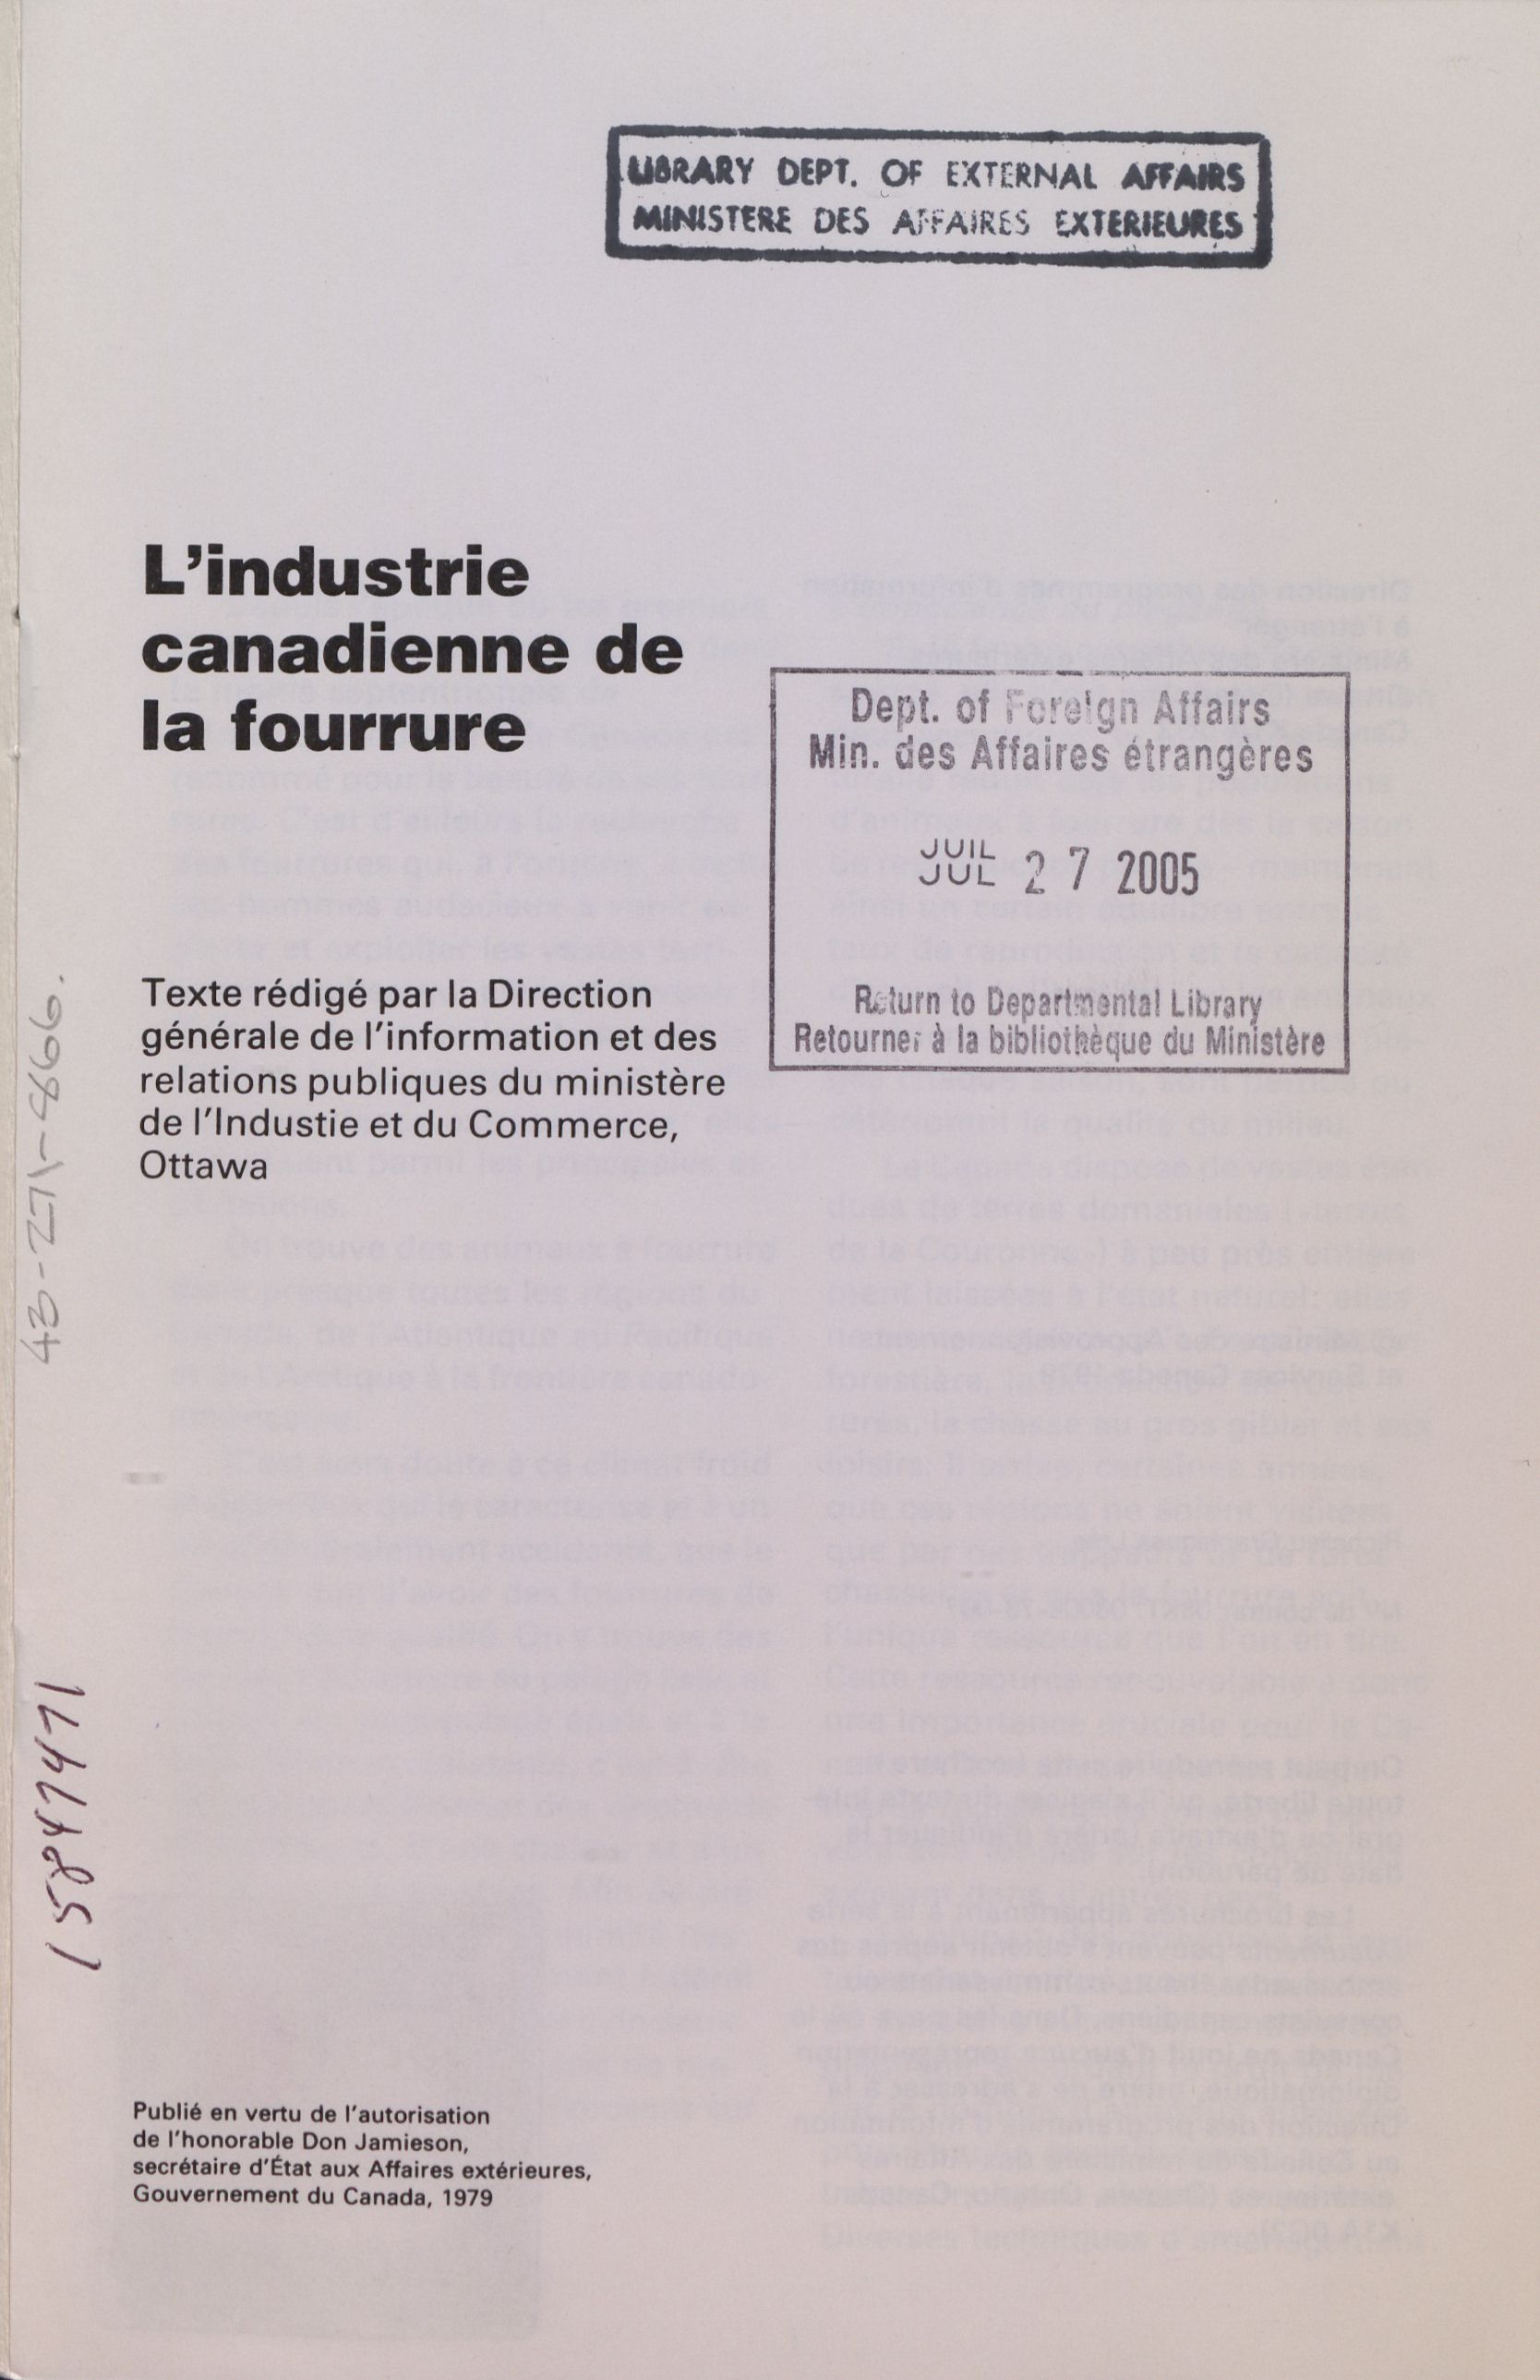 LIBRARY DEPT. OF EXTERNAL AFFAIRS
MINISTERE DES AFFAIRES EXTERIEURES
L'industrie
canadienne de
la fourrure
Dept. of Foreign Affairs
Min. des Affaires étrangères
JUIL
JUL 27 2005
Return to Departmental Library
Retourner à la bibliothèque du Ministère
Texte rédigé par la Direction
générale de l'information et des
relations publiques du ministère
de l'Industie et du Commerce,
Ottawa
43-271-866.
Publié en vertu de l'autorisation
de l'honorable Don Jamieson,
secrétaire d'État aux Affaires extérieures,
Gouvernement du Canada, 1979